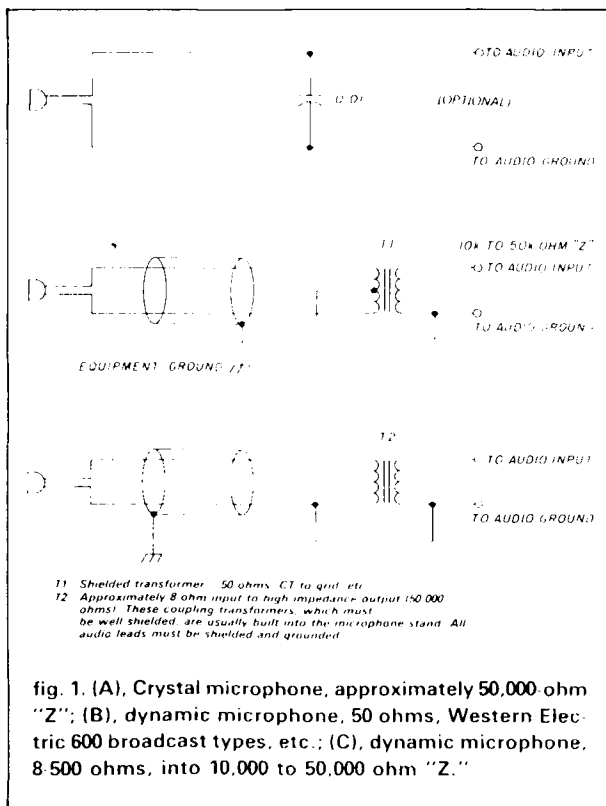 TO AUDIO INPUT
(OPTIONAL)
TO AUDIO GROUND
T1
10k TO 50k OHM "Z"
TO AUDIO INPUT
TO AUDIO GROUND
EQUIPMENT GROUND
T2
TO AUDIO INPUT
TO AUDIO GROUND
T1 Shielded transformer 50 ohms CT to grid etc
T2 Approximately 8 ohm input to high impedance output (50 000
ohms) These coupling transformers, which must
be well shielded, are usually built into the microphone stand All
audio leads must be shielded and grounded
fig. 1. (A), Crystal microphone, approximately 50,000-ohm
"Z"; (B), dynamic microphone, 50 ohms, Western Elec-
tric 600 broadcast types, etc.; (C), dynamic microphone,
8-500 ohms, into 10,000 to 50,000 ohm "Z."